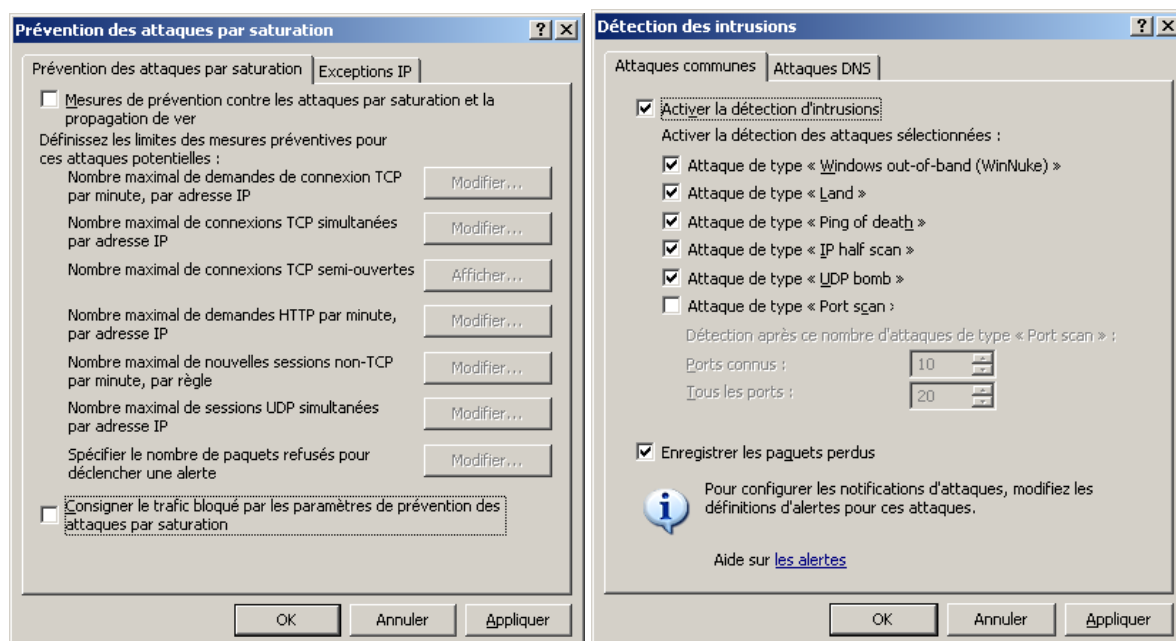 Prévention des attaques par saturation
Prévention des attaques par saturation
Exceptions IP
Mesures de prévention contre les attaques par saturation et la
propagation de ver
Définissez les limites des mesures préventives pour
ces attaques potentielles :
Nombre maximal de demandes de connexion TCP
par minute, par adresse IP
Modifier...
Nombre maximal de connexions TCP simultanées
par adresse IP
Modifier...
Nombre maximal de connexions TCP semi-ouvertes
Afficher...
Nombre maximal de demandes HTTP par minute,
par adresse IP
Modifier...
Nombre maximal de nouvelles sessions non-TCP
par minute, par règle
Modifier...
Nombre maximal de sessions UDP simultanées
par adresse IP
Modifier...
Spécifier le nombre de paquets refusés pour
déclencher une alerte
Modifier...
Consigner le trafic bloqué par les paramètres de prévention des
attaques par saturation
OK
Annuler
Appliquer
Détection des intrusions
Attaques communes
Attaques DNS
Activer la détection d'intrusions
Activer la détection des attaques sélectionnées :
Attaque de type « Windows out-of-band (WinNuke) »
Attaque de type « Land »
Attaque de type « Ping of death »
Attaque de type « IP half scan »
Attaque de type « UDP bomb »
Attaque de type « Port scan ›
Détection après ce nombre d'attaques de type « Port scan » :
Ports connus : 10
Tous les ports : 20
Enregistrer les paquets perdus
Pour configurer les notifications d'attaques, modifiez les
définitions d'alertes pour ces attaques.
Aide sur les alertes
OK
Annuler
Appliquer